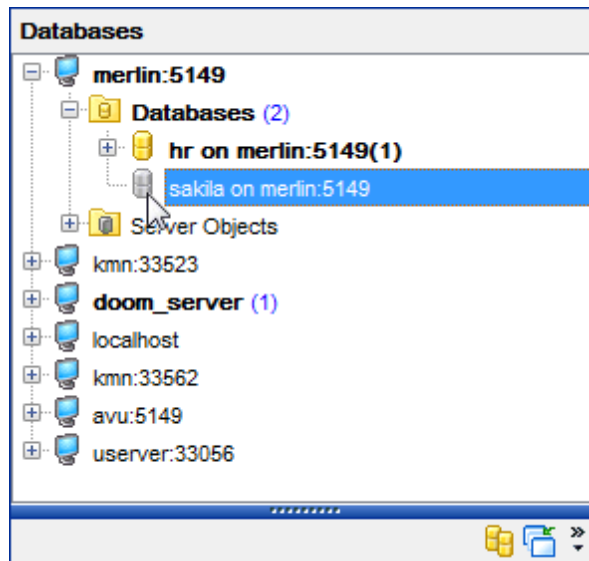 Databases
merlin:5149
Databases (2)
hr on merlin:5149(1)
sakila on merlin:5149
Server Objects
kmn:33523
doom_server (1)
localhost
kmn:33562
avu:5149
userver:33056